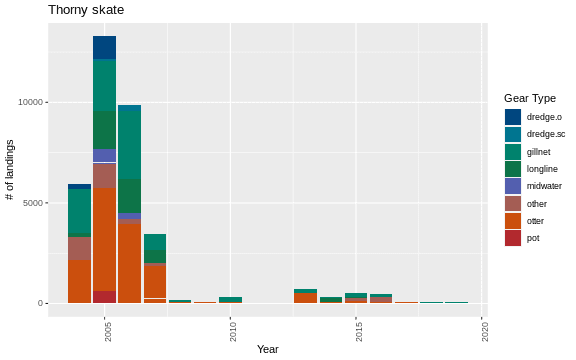 Thorny skate
# of landings
10000
5000
0
2005
2010
2015
2020
Year
Gear Type
dredge.o
dredge.sc
gillnet
longline
midwater
other
otter
pot